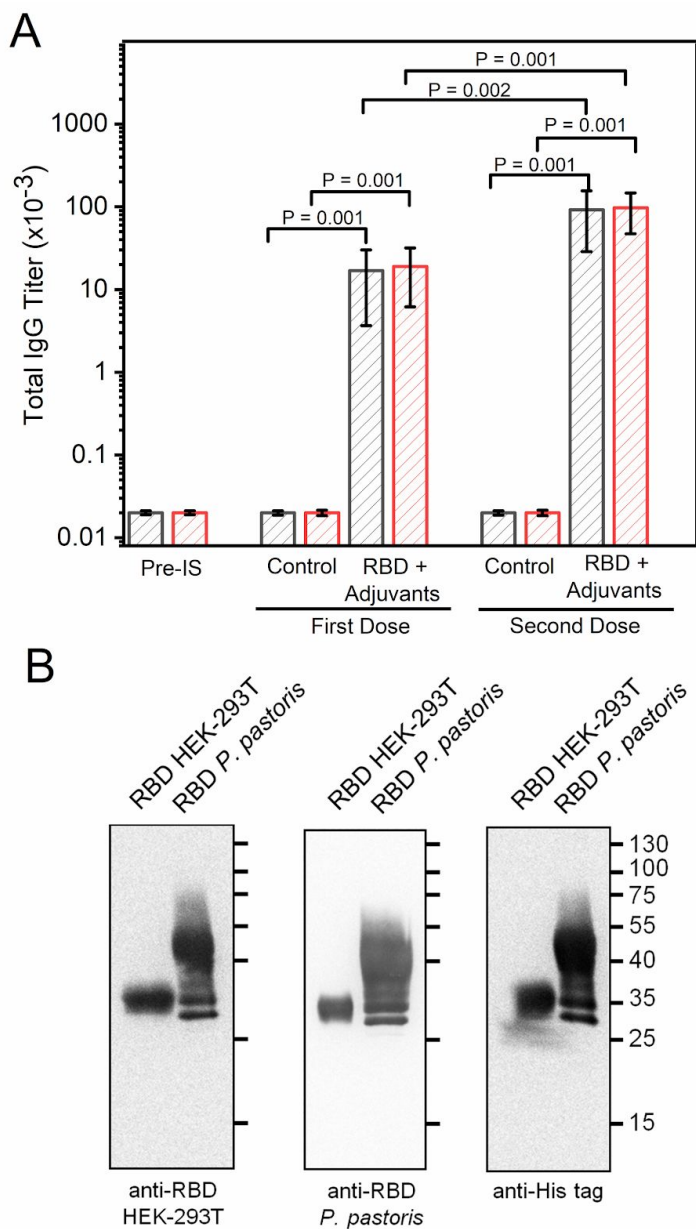 A
P = 0.001
P = 0.002
P = 0.001
P = 0.001
P = 0.001
P = 0.001
Total IgG Titer (x10⁻³)
1000
100
10
1
0.1
0.01
Pre-IS
Control
RBD +
Adjuvants
Control
RBD +
Adjuvants
First Dose
Second Dose
B
RBD HEK-293T
RBD P. pastoris
RBD HEK-293T
RBD P. pastoris
RBD HEK-293T
RBD P. pastoris
130
100
75
55
40
35
25
15
anti-RBD
HEK-293T
anti-RBD
P. pastoris
anti-His tag